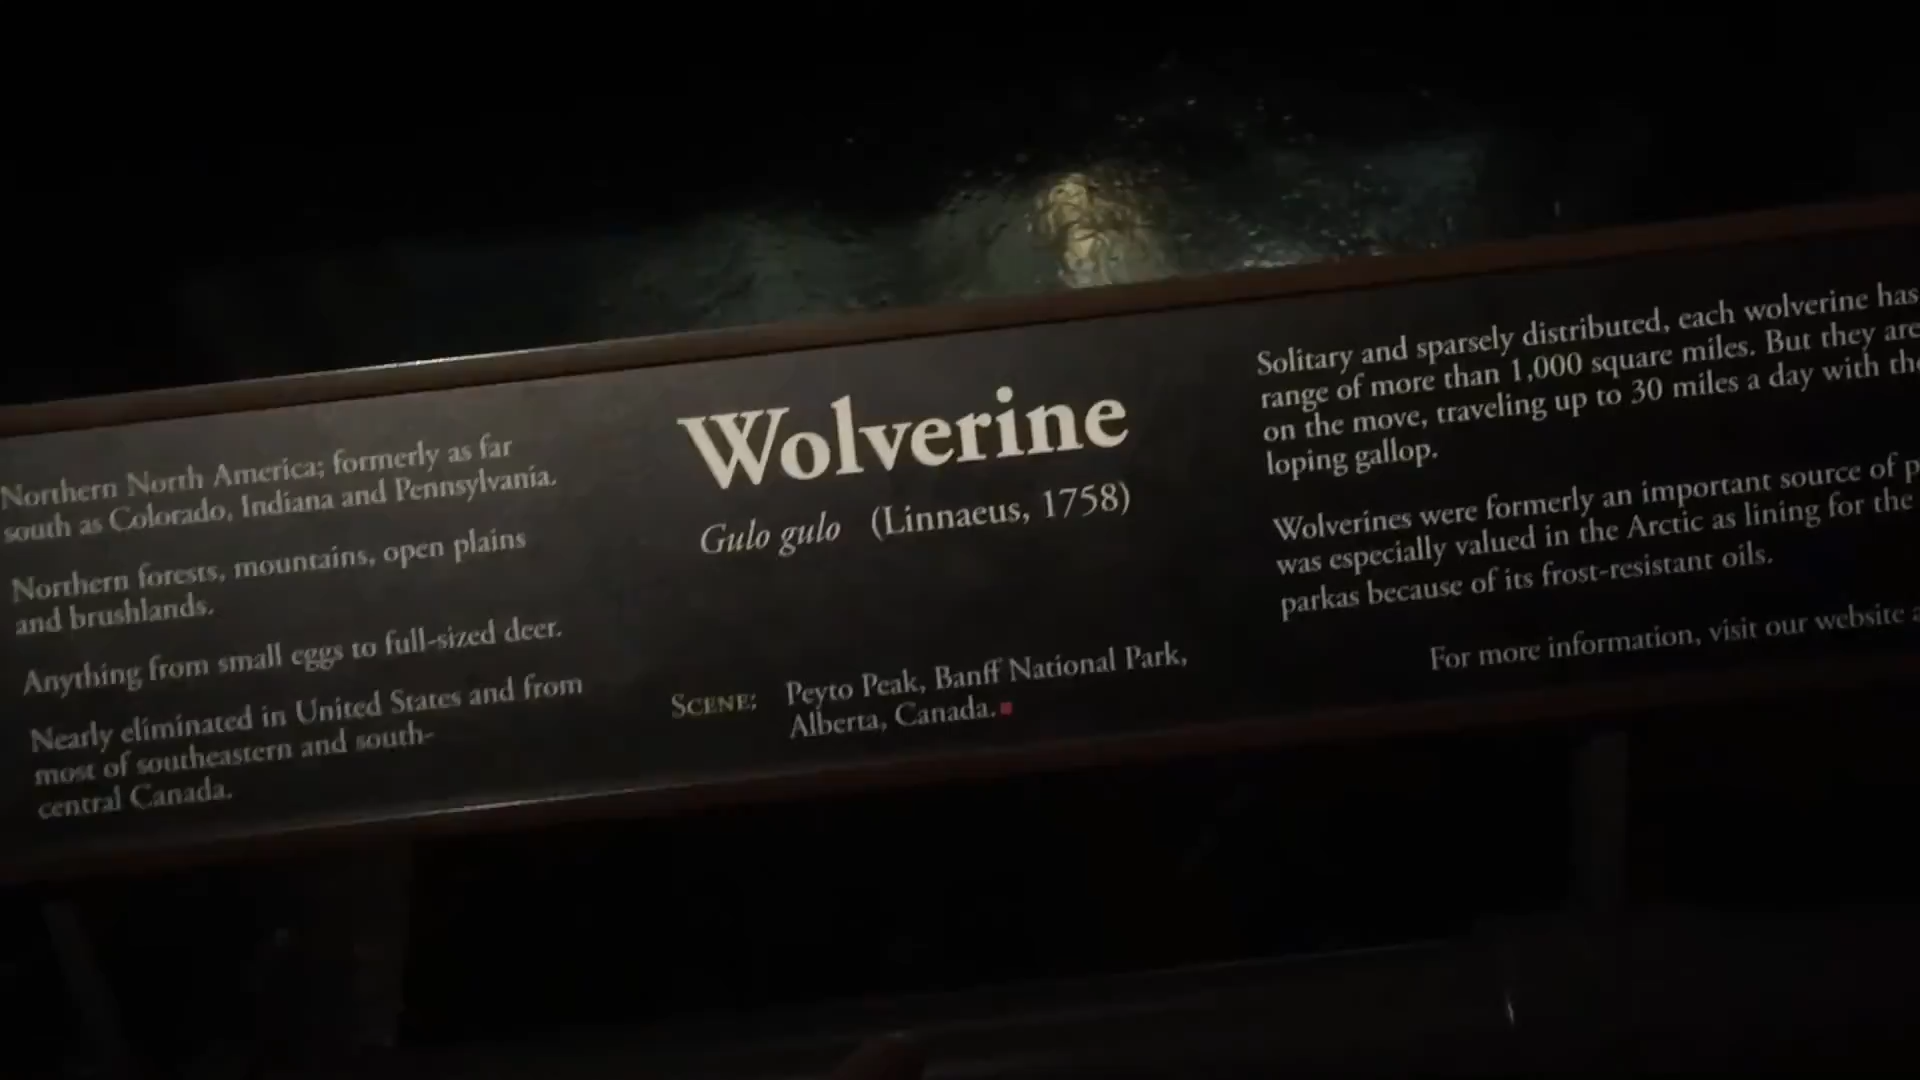 Northern North America; formerly as far
south as Colorado, Indiana and Pennsylvania.
Northern forests, mountains, open plains
and brushlands.
Anything from small eggs to full-sized deer.
Nearly eliminated in United States and from
most of southeastern and south-
central Canada.
Wolverine
Gulo gulo (Linnaeus, 1758)
SCENE: Peyto Peak, Banff National Park,
Alberta, Canada.
Solitary and sparsely distributed, each wolverine has
range of more than 1,000 square miles. But they are
on the move, traveling up to 30 miles a day with the
loping gallop.
Wolverines were formerly an important source of
was especially valued in the Arctic as lining for the
parkas because of its frost-resistant oils.
For more information, visit our website